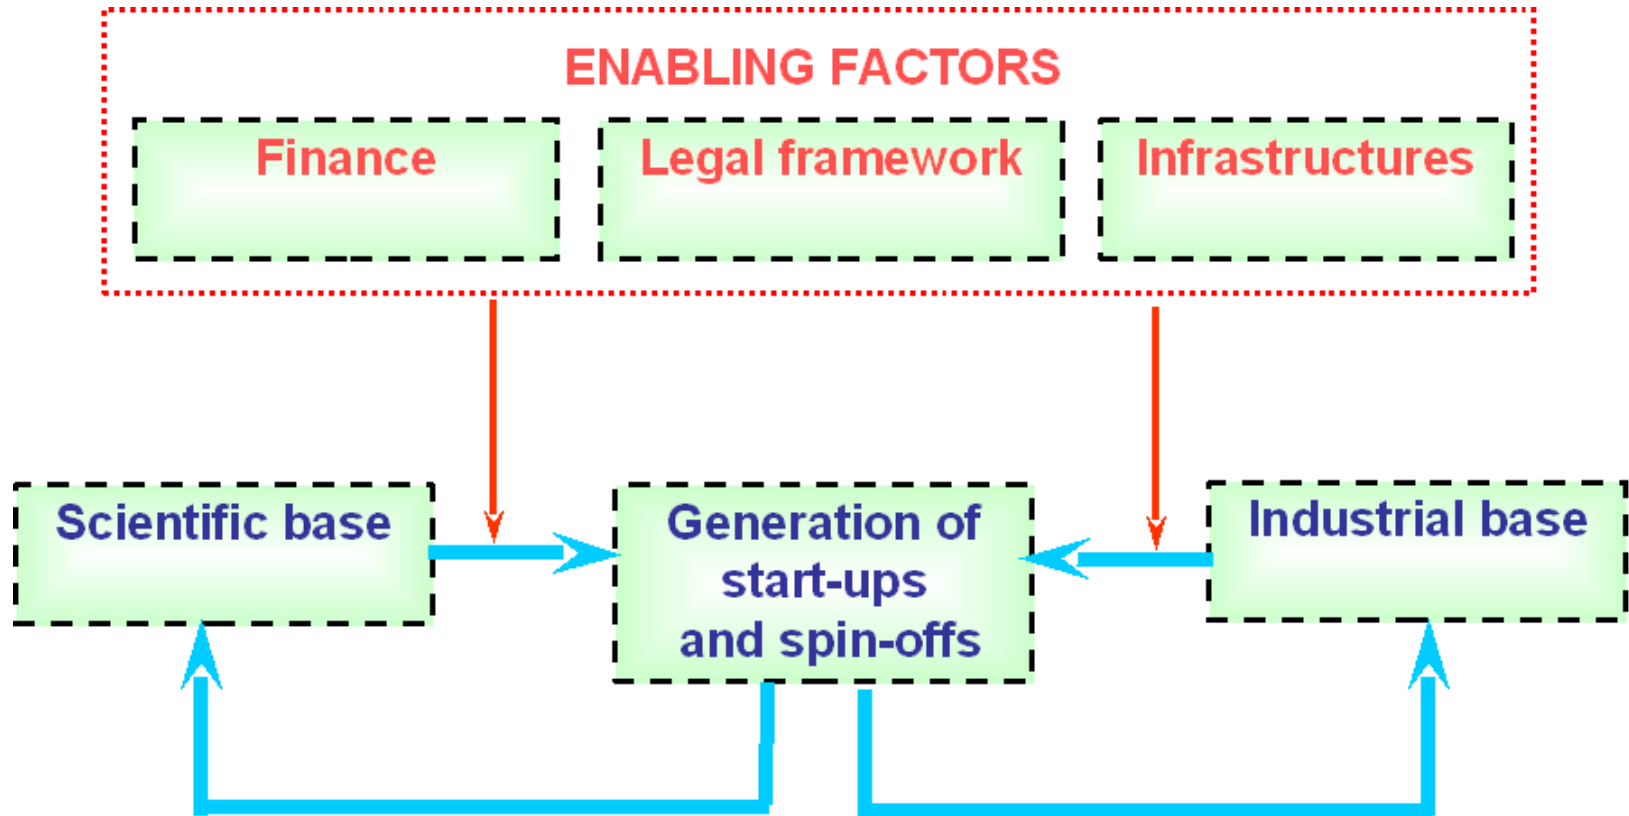 ENABLING FACTORS
Finance
Legal framework
Infrastructures
Scientific base
Generation of
start-ups
and spin-offs
Industrial base